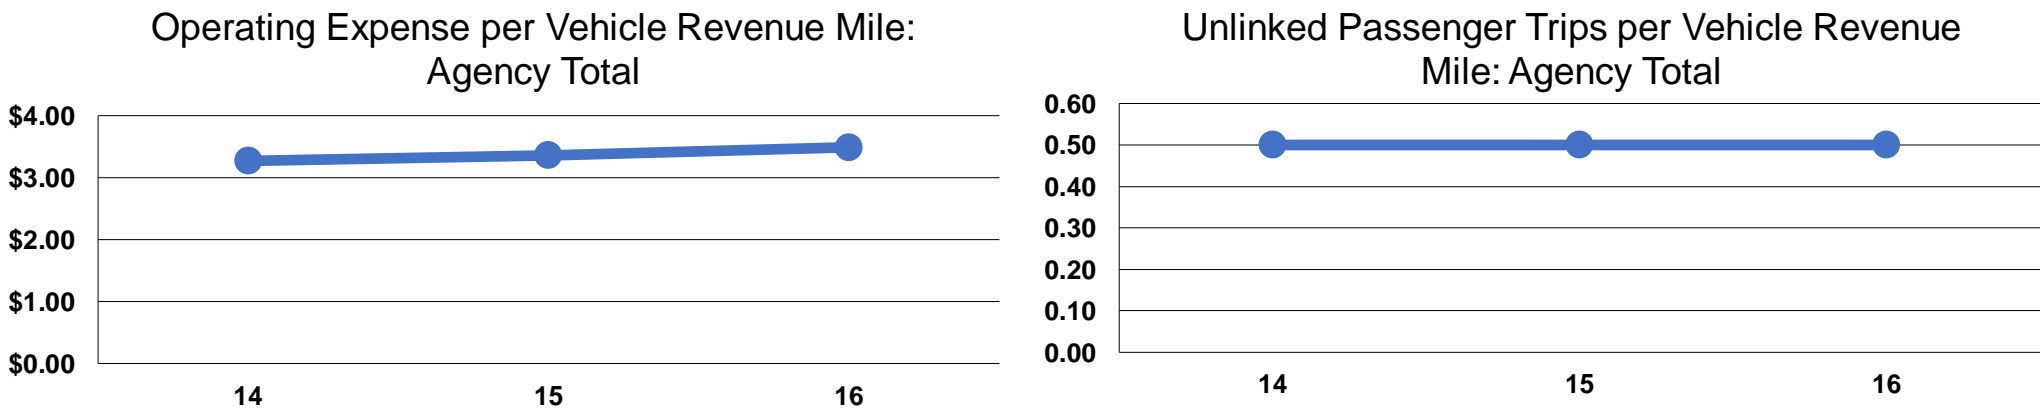 Operating Expense per Vehicle Revenue Mile:
Agency Total
$4.00
$3.00
$2.00
$1.00
$0.00
14 15 16
Unlinked Passenger Trips per Vehicle Revenue
Mile: Agency Total
0.60
0.50
0.40
0.30
0.20
0.10
0.00
14 15 16